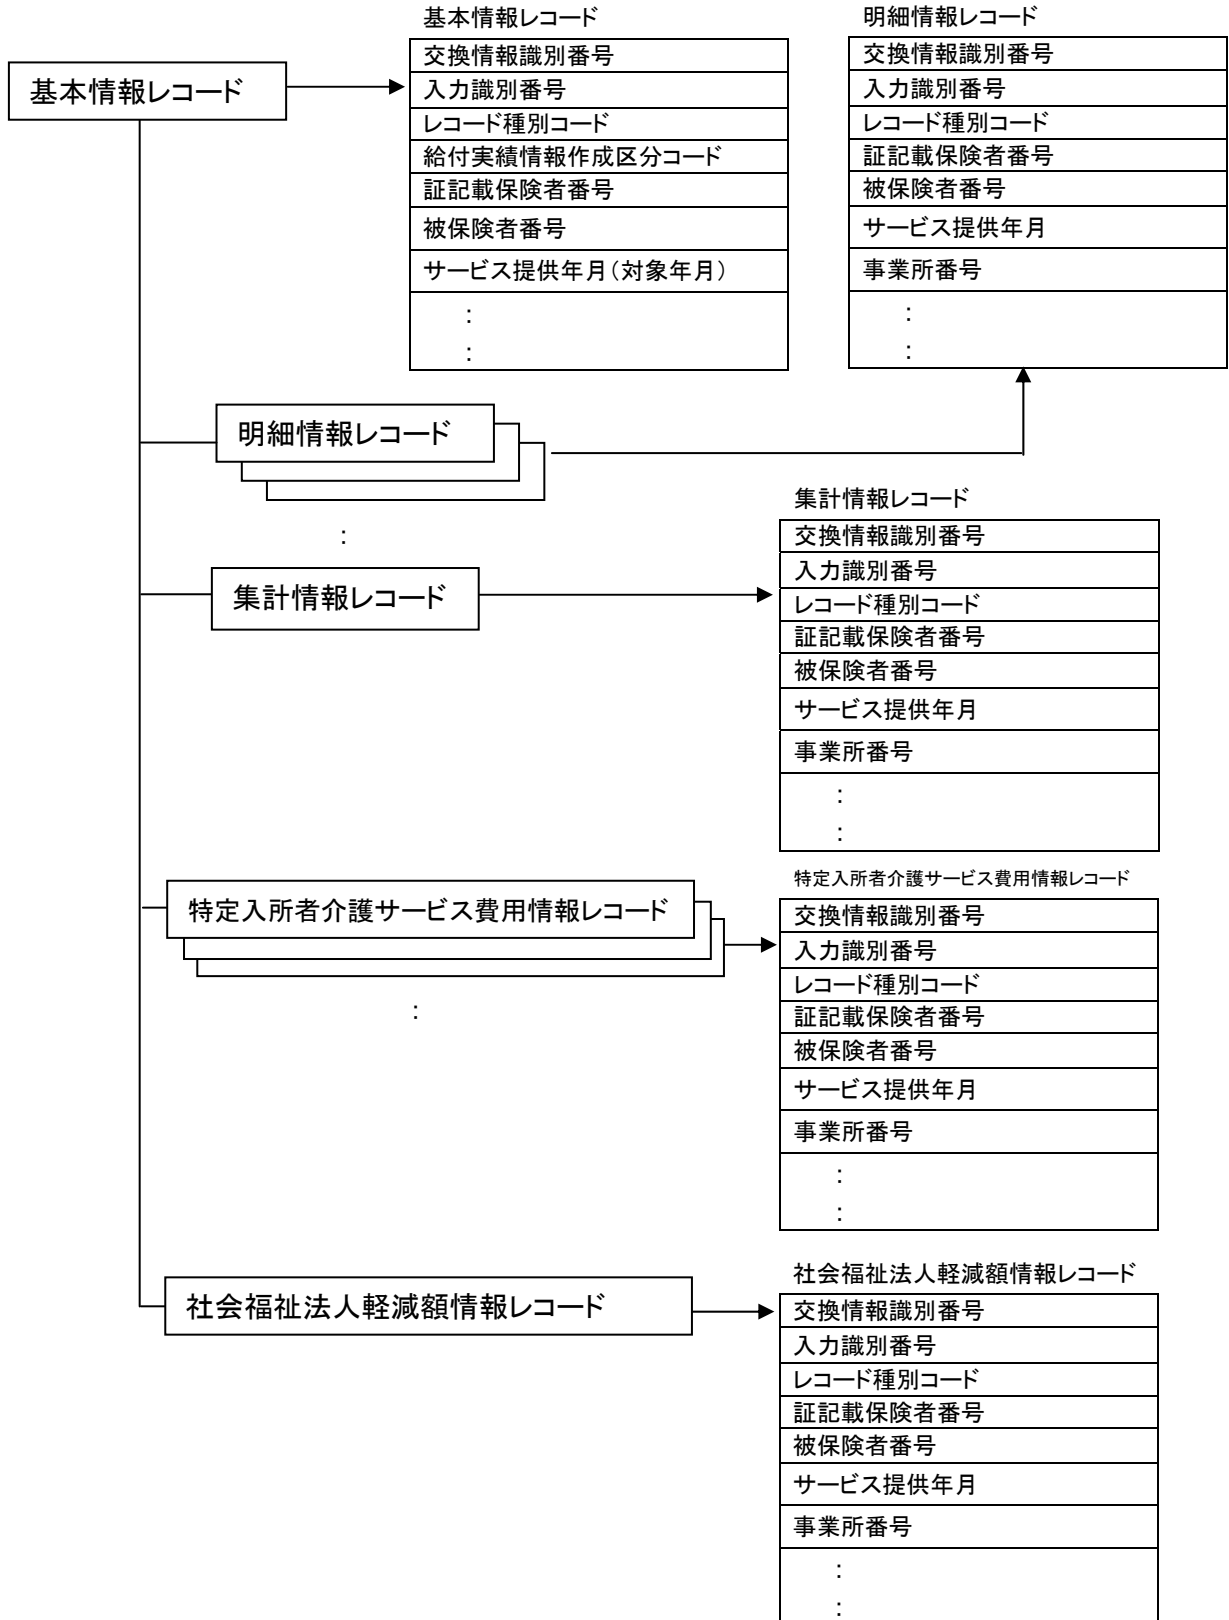 基本情報レコード
基本情報レコード
交換情報識別番号
入力識別番号
レコード種別コード
給付実績情報作成区分コード
証記載保険者番号
被保険者番号
サービス提供年月(対象年月)
:
:
明細情報レコード
交換情報識別番号
入力識別番号
レコード種別コード
証記載保険者番号
被保険者番号
サービス提供年月
事業所番号
:
:
明細情報レコード
:
集計情報レコード
集計情報レコード
交換情報識別番号
入力識別番号
レコード種別コード
証記載保険者番号
被保険者番号
サービス提供年月
事業所番号
:
:
特定入所者介護サービス費用情報レコード
:
特定入所者介護サービス費用情報レコード
交換情報識別番号
入力識別番号
レコード種別コード
証記載保険者番号
被保険者番号
サービス提供年月
事業所番号
:
:
社会福祉法人軽減額情報レコード
社会福祉法人軽減額情報レコード
交換情報識別番号
入力識別番号
レコード種別コード
証記載保険者番号
被保険者番号
サービス提供年月
事業所番号
:
: